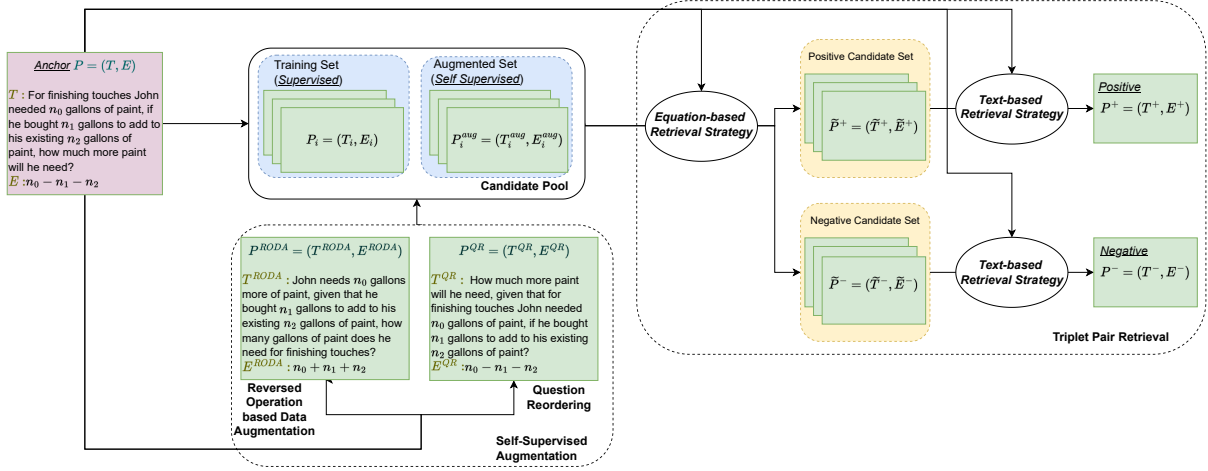 Anchor P = (T, E)
T : For finishing touches John
needed n₀ gallons of paint, if
he bought n₁ gallons to add to
his existing n₂ gallons of
paint, how much more paint
will he need?
E :n₀ − n₁ − n₂
Training Set
(Supervised)
P_i = (T_i, E_i)
Augmented Set
(Self Supervised)
P_i^{aug} = (T_i^{aug}, E_i^{aug})
Candidate Pool
P^{RODA} = (T^{RODA}, E^{RODA})
T^{RODA} : John needs n₀ gallons
more of paint, given that he
bought n₁ gallons to add to his
existing n₂ gallons of paint, how
many gallons of paint does he
need for finishing touches?
E^{RODA} : n₀ + n₁ + n₂
Reversed
Operation
based Data
Augmentation
P^{QR} = (T^{QR}, E^{QR})
T^{QR} : How much more paint
will he need, given that for
finishing touches John needed
n₀ gallons of paint, if he bought
n₁ gallons to add to his existing
n₂ gallons of paint?
E^{QR} :n₀ − n₁ − n₂
Question
Reordering
Self-Supervised
Augmentation
Equation-based
Retrieval Strategy
Positive Candidate Set
P̃⁺ = (T̃⁺, Ẽ⁺)
Negative Candidate Set
P̃⁻ = (T̃⁻, Ẽ⁻)
Text-based
Retrieval Strategy
Text-based
Retrieval Strategy
Positive
P⁺ = (T⁺, E⁺)
Negative
P⁻ = (T⁻, E⁻)
Triplet Pair Retrieval